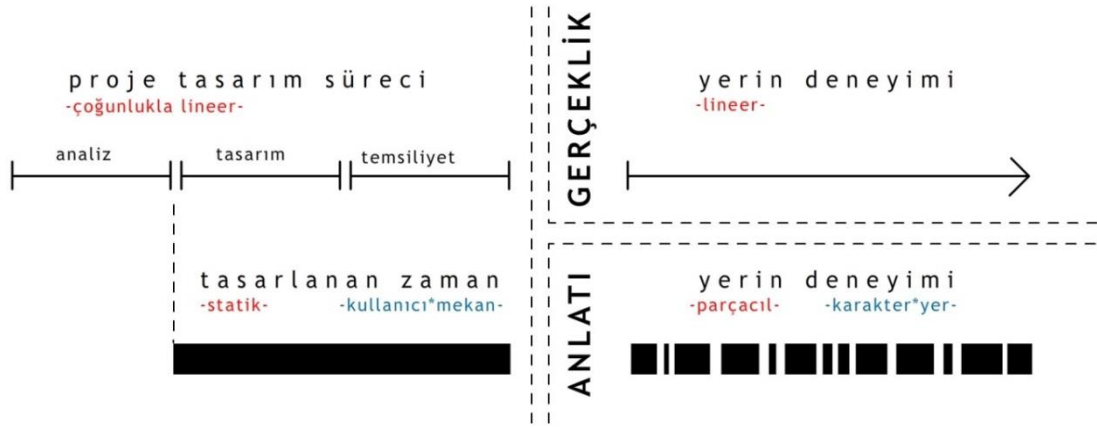 proje tasarım süreci
-çoğunlukla lineer-
analiz
tasarım
temsiliyet
tasarlanan zaman
-statik-
-kullanıcı*mekan-
GERÇEKLİK
yerin deneyimi
-lineer-
ANLATI
yerin deneyimi
-parçacıl-
-karakter*yer-